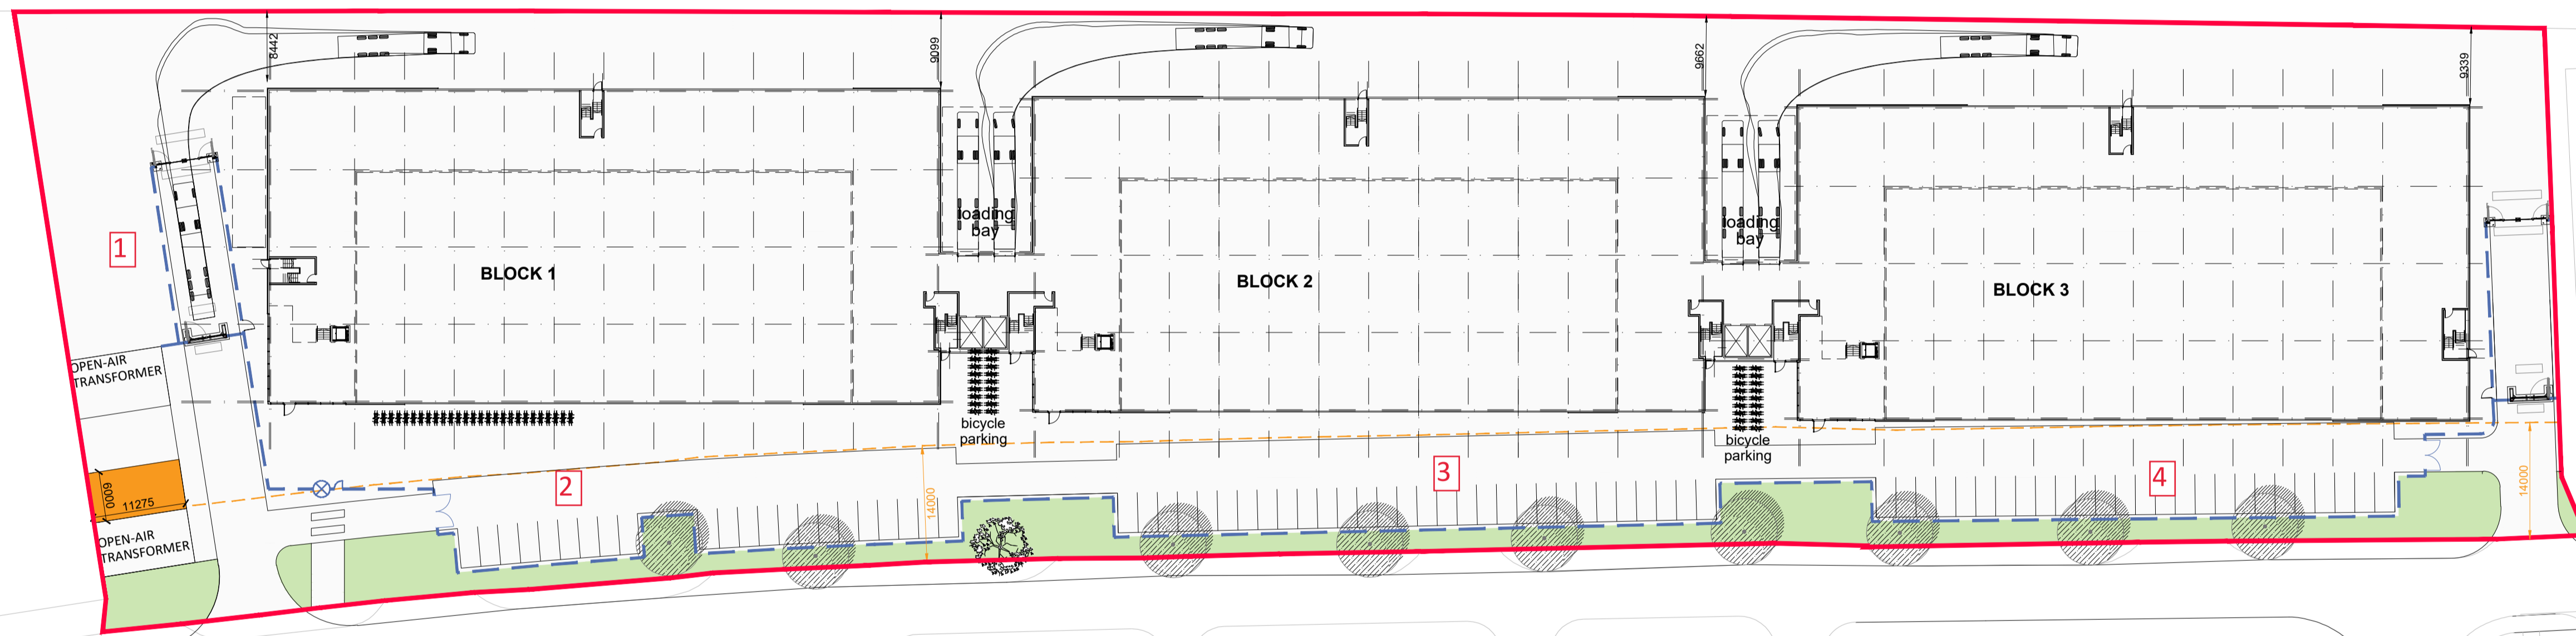 8442
9099
9662
9339
1
loading
bay
loading
bay
BLOCK 1
BLOCK 2
BLOCK 3
OPEN-AIR
TRANSFORMER
bicycle
parking
bicycle
parking
2
3
4
6000
11275
14000
14000
OPEN-AIR
TRANSFORMER